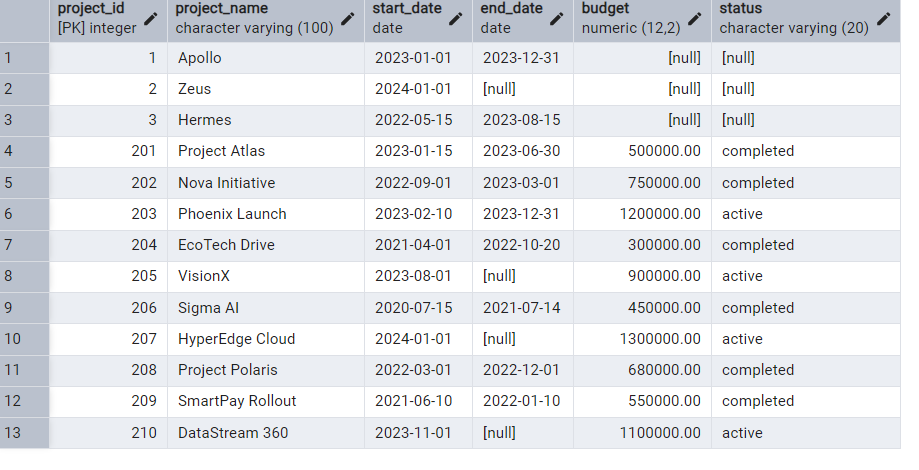 project_id project_name start_date end_date budget status
[PK] integer character varying (100) date date numeric (12,2) character varying (20)
1 1 Apollo 2023-01-01 2023-12-31 [null] [null]
2 2 Zeus 2024-01-01 [null] [null] [null]
3 3 Hermes 2022-05-15 2023-08-15 [null] [null]
4 201 Project Atlas 2023-01-15 2023-06-30 500000.00 completed
5 202 Nova Initiative 2022-09-01 2023-03-01 750000.00 completed
6 203 Phoenix Launch 2023-02-10 2023-12-31 1200000.00 active
7 204 EcoTech Drive 2021-04-01 2022-10-20 300000.00 completed
8 205 VisionX 2023-08-01 [null] 900000.00 active
9 206 Sigma AI 2020-07-15 2021-07-14 450000.00 completed
10 207 HyperEdge Cloud 2024-01-01 [null] 1300000.00 active
11 208 Project Polaris 2022-03-01 2022-12-01 680000.00 completed
12 209 SmartPay Rollout 2021-06-10 2022-01-10 550000.00 completed
13 210 DataStream 360 2023-11-01 [null] 1100000.00 active